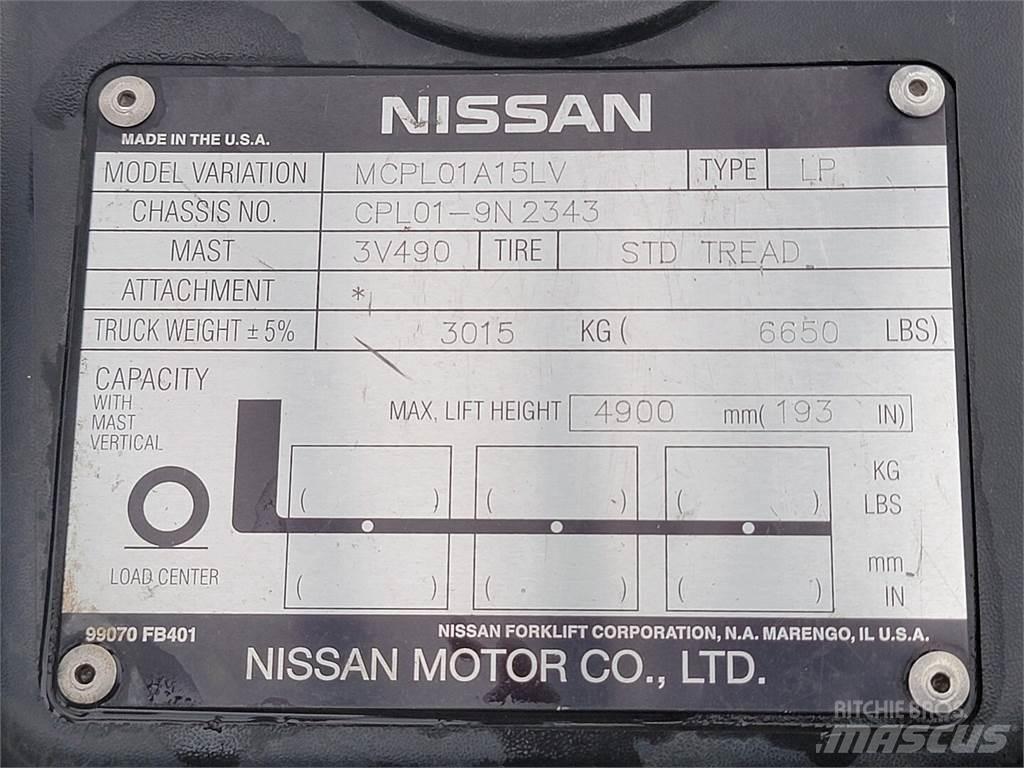 NISSAN
MADE IN THE U.S.A.
MODEL VARIATION MCPL01A15LV TYPE LP
CHASSIS NO. CPL01-9N2343
MAST 3V490 TIRE STD TREAD
ATTACHMENT *
TRUCK WEIGHT ± 5% 3015 KG ( 6650 LBS)
CAPACITY
WITH
MAST
VERTICAL
MAX, LIFT HEIGHT 4900 mm( 193 IN)
KG
( ) ( ) ( ) LBS
mm
( ) ( ) ( ) IN
LOAD CENTER
99070 FB401
NISSAN FORKLIFT CORPORATION, N.A. MARENGO, IL U.S.A.
NISSAN MOTOR CO., LTD.
RITCHIE BROS
MASCUS